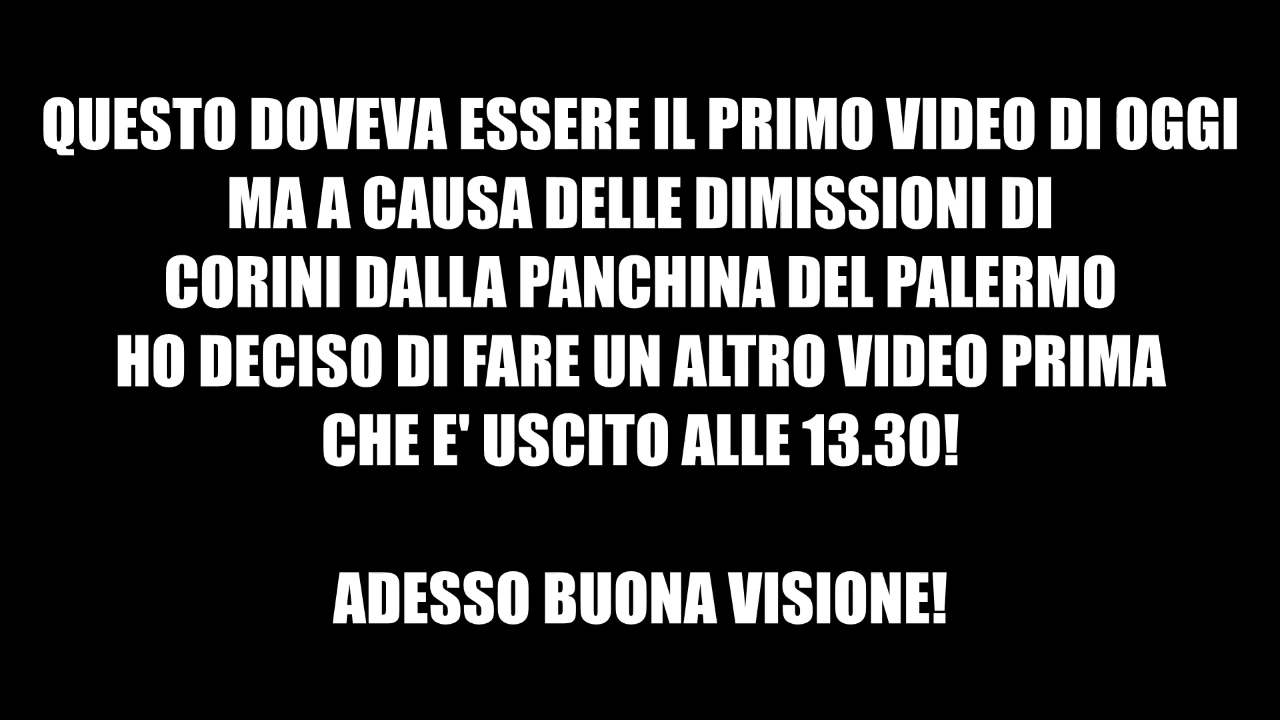 QUESTO DOVEVA ESSERE IL PRIMO VIDEO DI OGGI
MA A CAUSA DELLE DIMISSIONI DI
CORINI DALLA PANCHINA DEL PALERMO
HO DECISO DI FARE UN ALTRO VIDEO PRIMA
CHE E' USCITO ALLE 13.30!
ADESSO BUONA VISIONE!